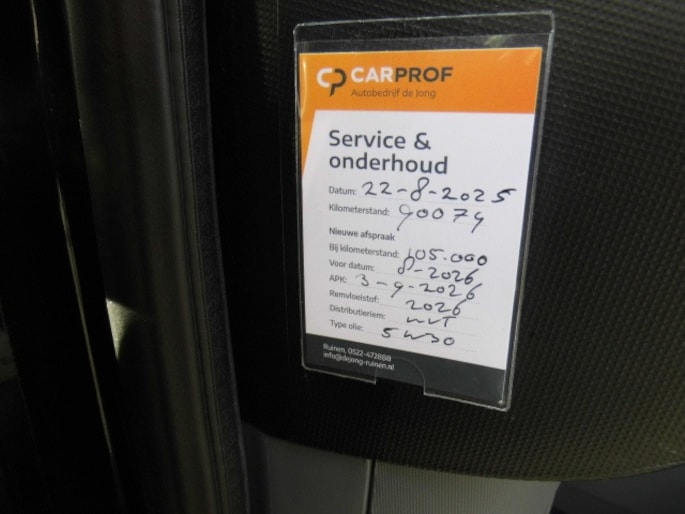 CP CARPROF
Autobedrijf de Jong
Service &
onderhoud
Datum: 22-8-2025
Kilometerstand: 90074
Nieuwe afspraak
Bij kilometerstand: 105.000
Voor datum: 8-2026
APK: 3-9-2026
Remvloeistof: 2026
Distributieriem: NVT
Type olie: 5W30
Ruinen, 0522-472888
info@dejong-ruinen.nl